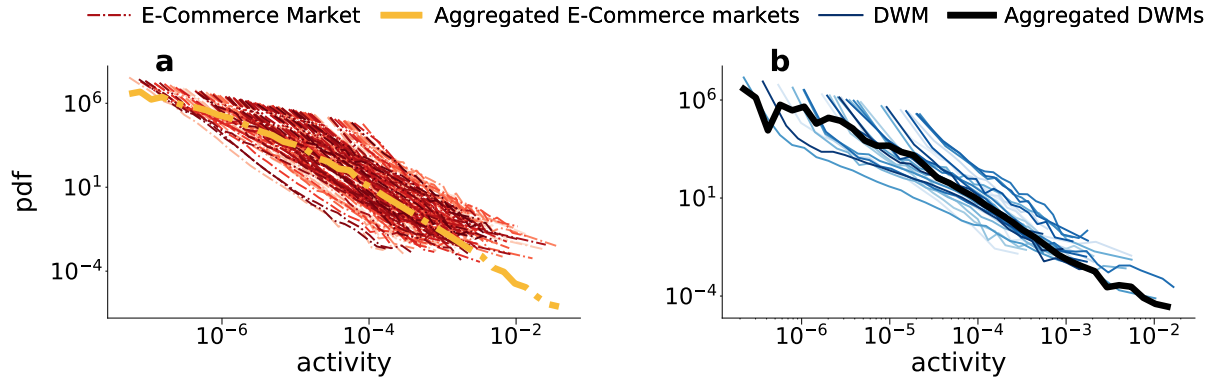 E-Commerce Market Aggregated E-Commerce markets DWM Aggregated DWMs
a b
pdf
10^6
10^1
10^-4
10^-6 10^-4 10^-2
activity
10^6
10^1
10^-4
10^-6 10^-5 10^-4 10^-3 10^-2
activity